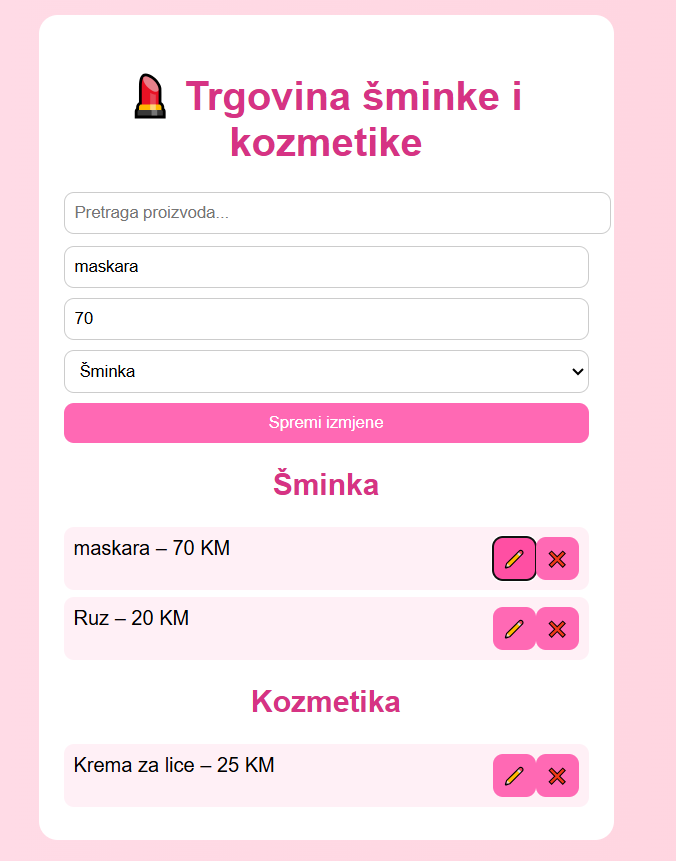 Trgovina šminke i
kozmetike
Pretraga proizvoda...
maskara
70
Šminka
Spremi izmjene
Šminka
maskara – 70 KM
Ruz – 20 KM
Kozmetika
Krema za lice – 25 KM